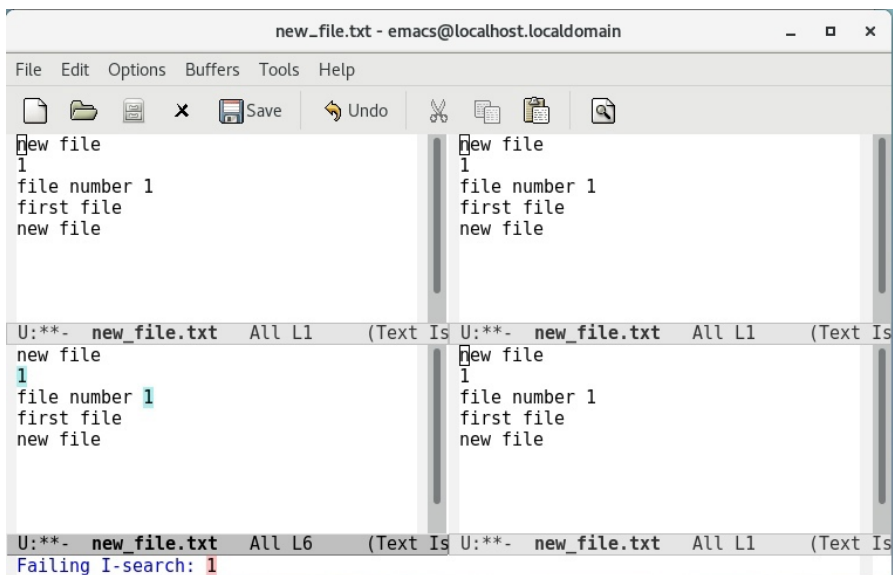 new_file.txt - emacs@localhost.localdomain
File Edit Options Buffers Tools Help
Save Undo
new file
1
file number 1
first file
new file
U:**- new_file.txt All L1 (Text Is
new file
1
file number 1
first file
new file
U:**- new_file.txt All L1 (Text Is
new file
1
file number 1
first file
new file
U:**- new_file.txt All L6 (Text Is
new file
1
file number 1
first file
new file
U:**- new_file.txt All L1 (Text Is
Failing I-search: 1